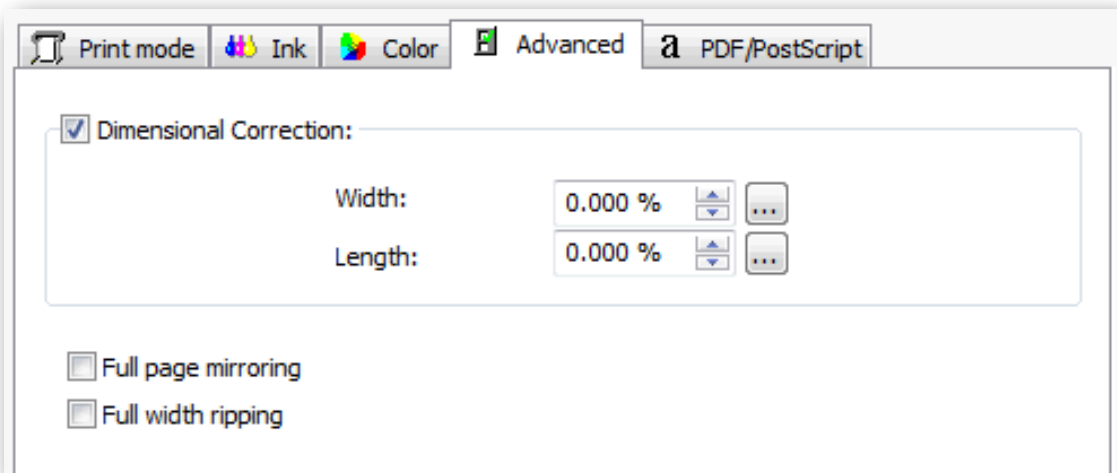 Print mode Ink Color Advanced a PDF/PostScript
Dimensional Correction:
Width: 0.000 % ...
Length: 0.000 % ...
Full page mirroring
Full width ripping